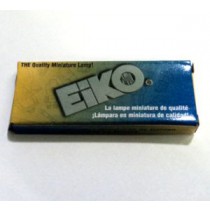 THE Quality Miniature Lamp!
EiKO®
La lampe miniature de qualité
¡Lámpara en miniatura de calidad!